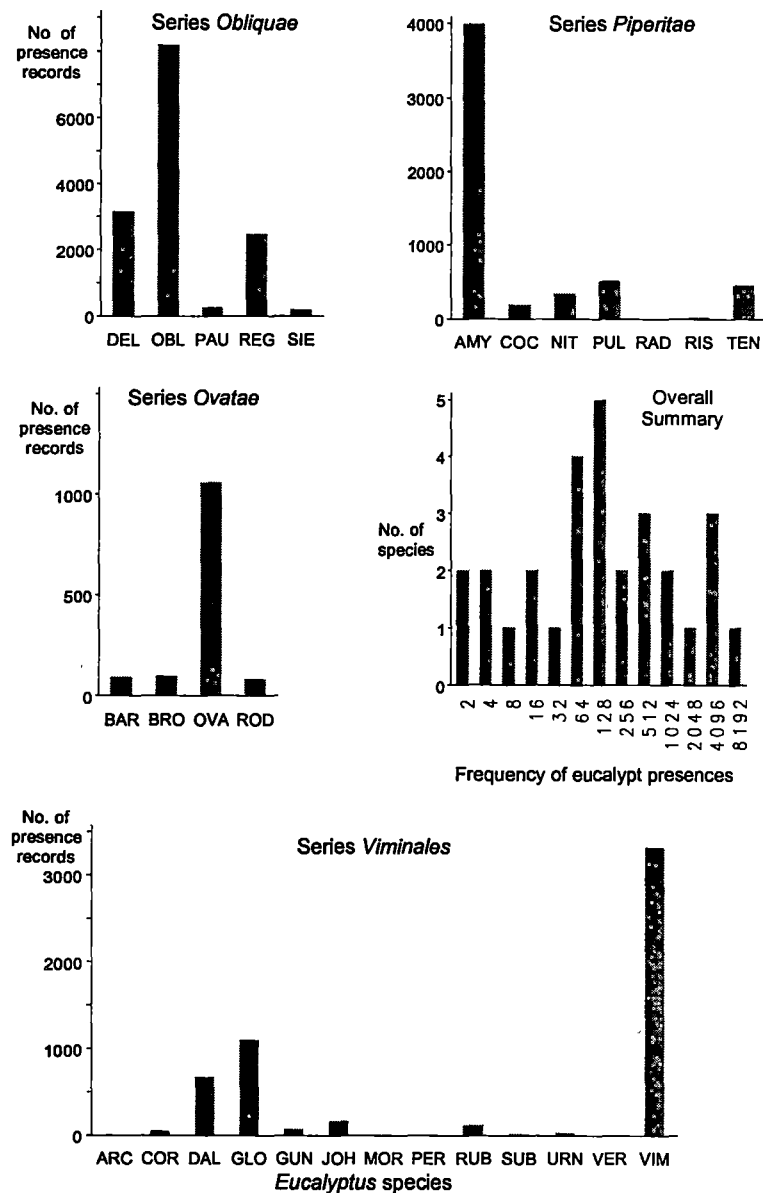 Series Obliquae
No of
presence
records
6000
4000
2000
0
DEL OBL PAU REG SIE
Series Piperitae
4000
3000
2000
1000
0
AMY COC NIT PUL RAD RIS TEN
Series Ovatae
No. of
presence
records
1000
500
0
BAR BRO OVA ROD
Overall
Summary
5
4
3
2
1
0
No. of
species
2 4 8 16 32 64 128 256 512 1024 2048 4096 8192
Frequency of eucalypt presences
Series Viminales
No. of
presence
records
3000
2000
1000
0
ARC COR DAL GLO GUN JOH MOR PER RUB SUB URN VER VIM
Eucalyptus species